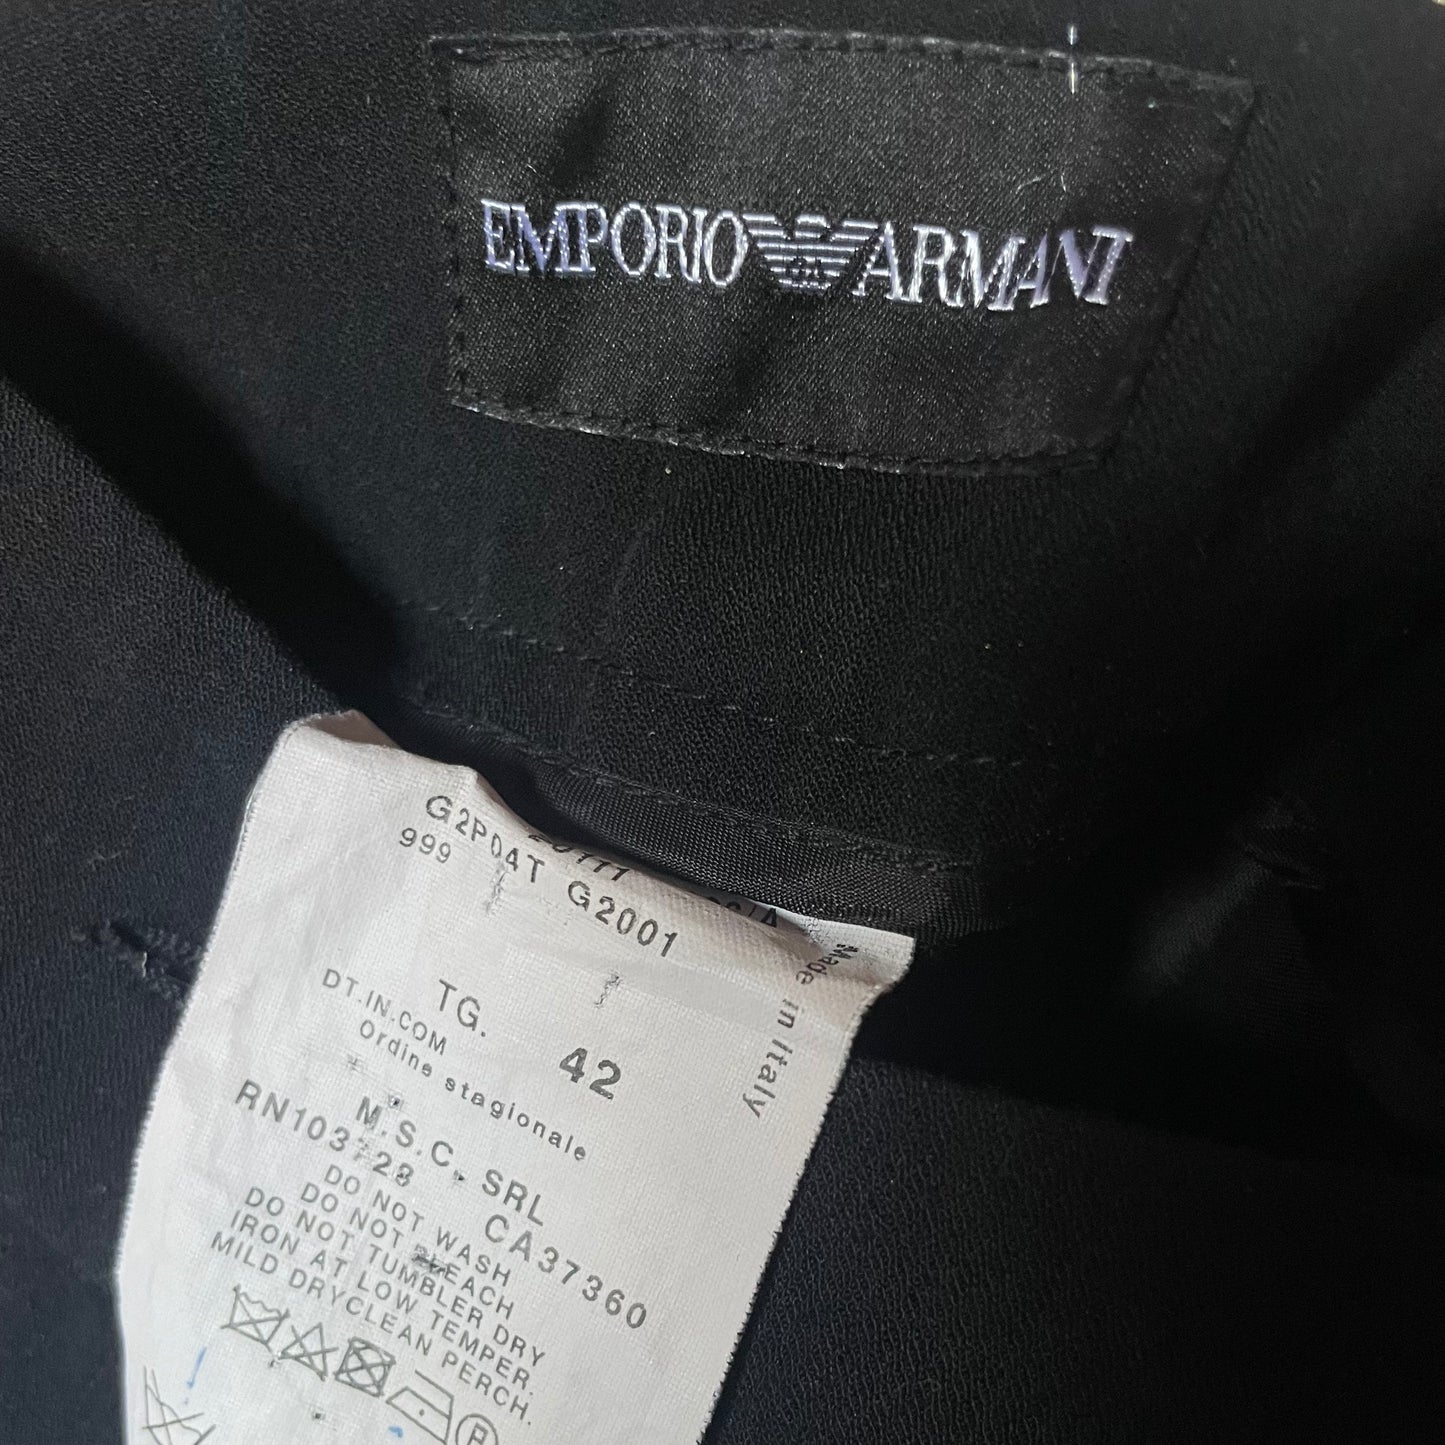 EMPORIO ARMANI
G2P04T G2001
999
TG. 42
DT.IN.COM
Ordine stagionale
M.S.C. SRL
RN103728 CA37360
DO NOT WASH
DO NOT BLEACH
DO NOT TUMBLER DRY
IRON AT LOW TEMPER.
MILD DRYCLEAN PERCH.
P
Made in Italy